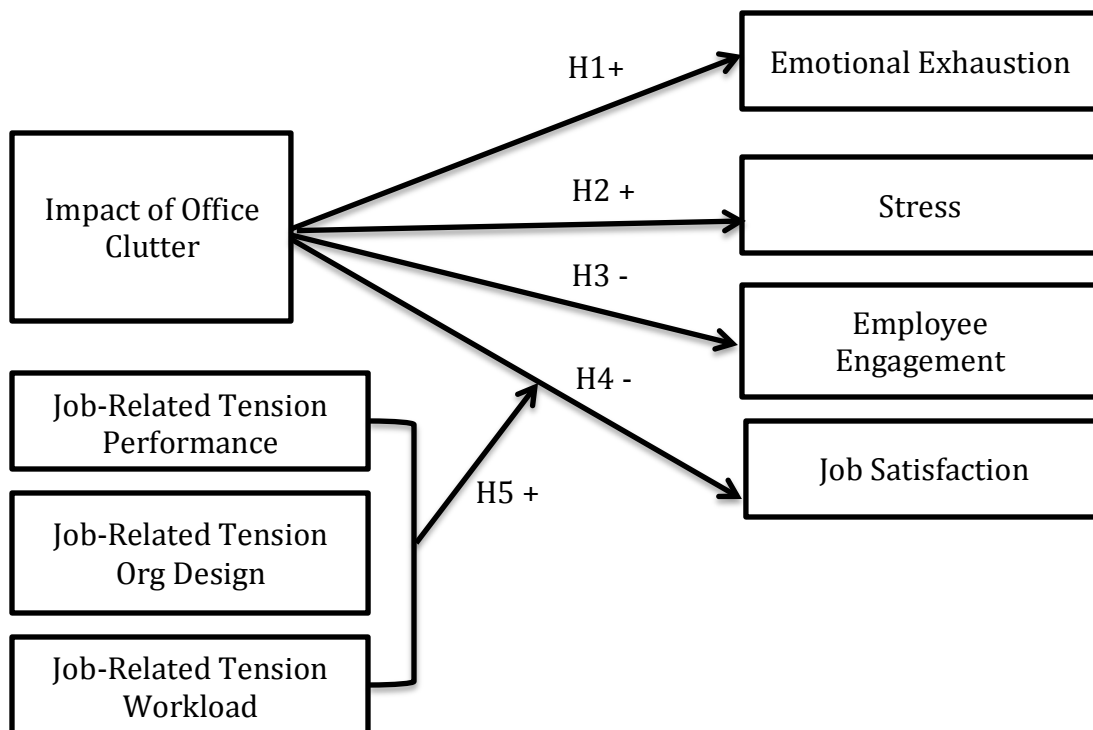 H1+
Emotional Exhaustion
Impact of Office
Clutter
H2 +
Stress
H3 -
Employee
Engagement
Job-Related Tension
Performance
H4 -
Job Satisfaction
H5 +
Job-Related Tension
Org Design
Job-Related Tension
Workload